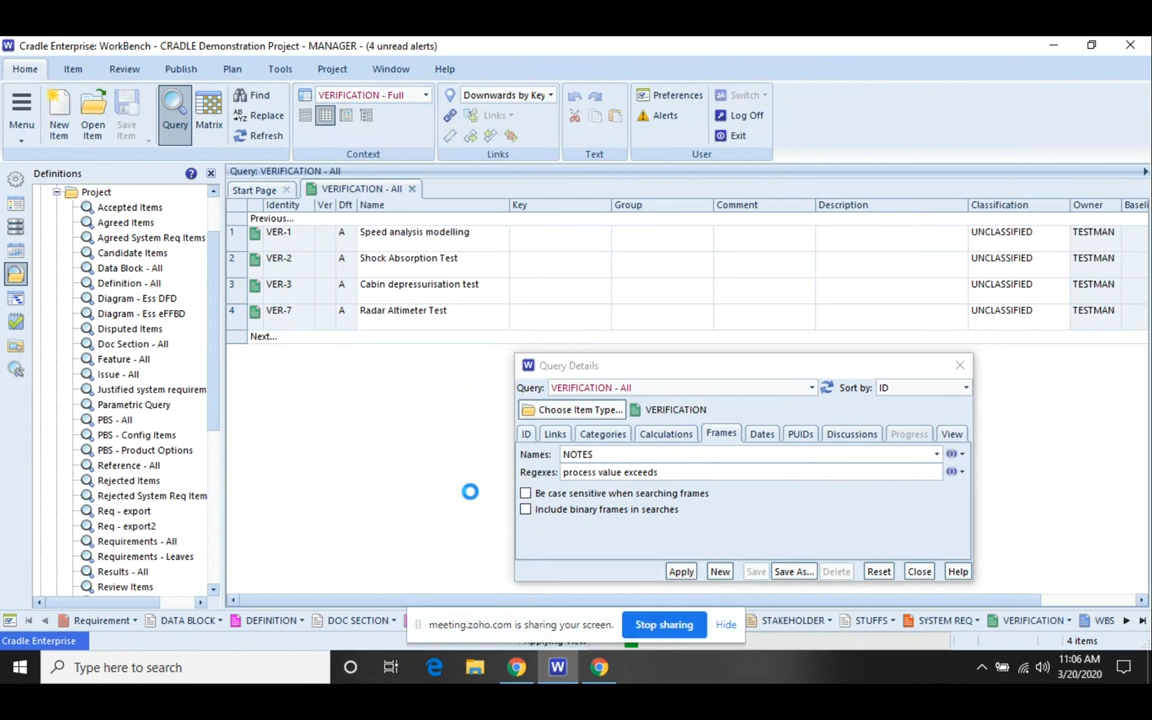 Cradle Enterprise: WorkBench - CRADLE Demonstration Project - MANAGER - (4 unread alerts)
Home Item Review Publish Plan Tools Project Window Help
Menu
New Item
Open Item
Save Item
Query
Matrix
Find
Replace
Refresh
VERIFICATION - Full
Context
Downwards by Key
Links
Links
Text
Preferences
Alerts
Switch
Log Off
Exit
User
Definitions
Project
Accepted Items
Agreed Items
Agreed System Req Items
Candidate Items
Data Block - All
Definition - All
Diagram - Ess DFD
Diagram - Ess eFFBD
Disputed Items
Doc Section - All
Feature - All
Issue - All
Justified system requirem
Parametric Query
PBS - All
PBS - Config Items
PBS - Product Options
Reference - All
Rejected Items
Rejected System Req Item
Req - export
Req - export2
Requirements - All
Requirements - Leaves
Results - All
Review Items
Query: VERIFICATION - All
Start Page VERIFICATION - All
Identity Ver Dft Name Key Group Comment Description Classification Owner Baseli
Previous...
1 VER-1 A Speed analysis modelling UNCLASSIFIED TESTMAN
2 VER-2 A Shock Absorption Test UNCLASSIFIED TESTMAN
3 VER-3 A Cabin depressurisation test UNCLASSIFIED TESTMAN
4 VER-7 A Radar Altimeter Test UNCLASSIFIED TESTMAN
Next...
Query Details
Query: VERIFICATION - All Sort by: ID
Choose Item Type... VERIFICATION
ID Links Categories Calculations Frames Dates PUIDs Discussions Progress View
Names: NOTES
Regexes: process value exceeds
Be case sensitive when searching frames
Include binary frames in searches
Apply New Save Save As... Delete Reset Close Help
Requirement DATA BLOCK DEFINITION DOC SECTION STAKEHOLDER STUFFS SYSTEM REQ VERIFICATION WBS
meeting.zoho.com is sharing your screen. Stop sharing Hide
Cradle Enterprise 4 items
Type here to search
11:06 AM
3/20/2020